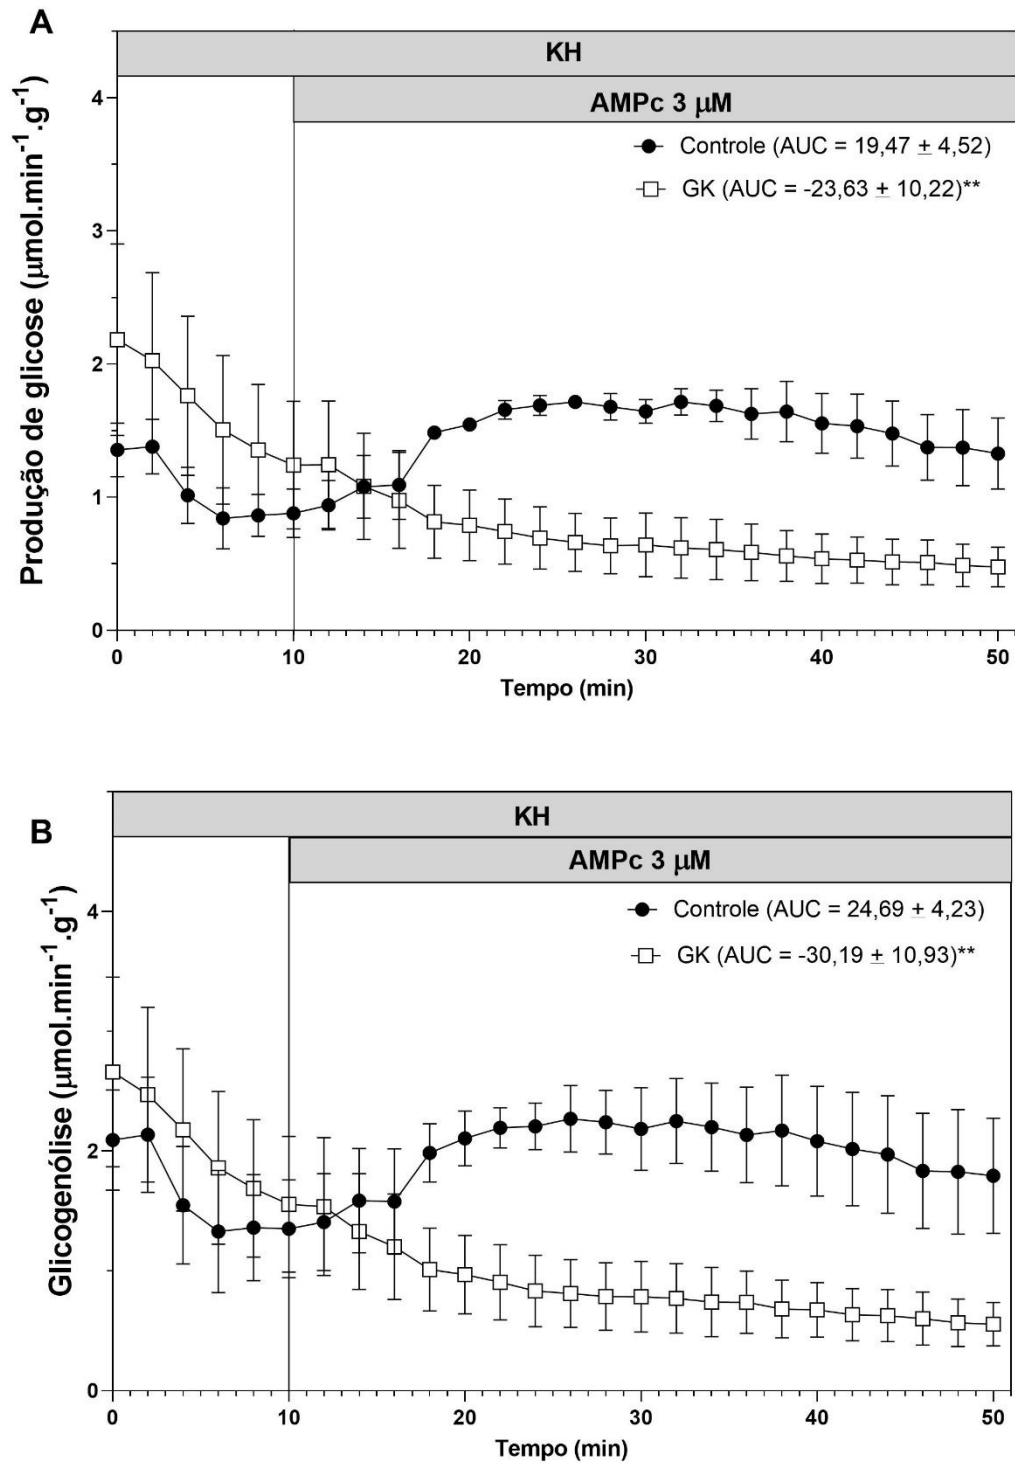 A
KH
AMPc 3 μM
Controle (AUC = 19,47 ± 4,52)
GK (AUC = -23,63 ± 10,22)**
Produção de glicose (μmol.min⁻¹.g⁻¹)
4
3
2
1
0
0 10 20 30 40 50
Tempo (min)
B
KH
AMPc 3 μM
Controle (AUC = 24,69 ± 4,23)
GK (AUC = -30,19 ± 10,93)**
Glicogenólise (μmol.min⁻¹.g⁻¹)
4
2
0
0 10 20 30 40 50
Tempo (min)